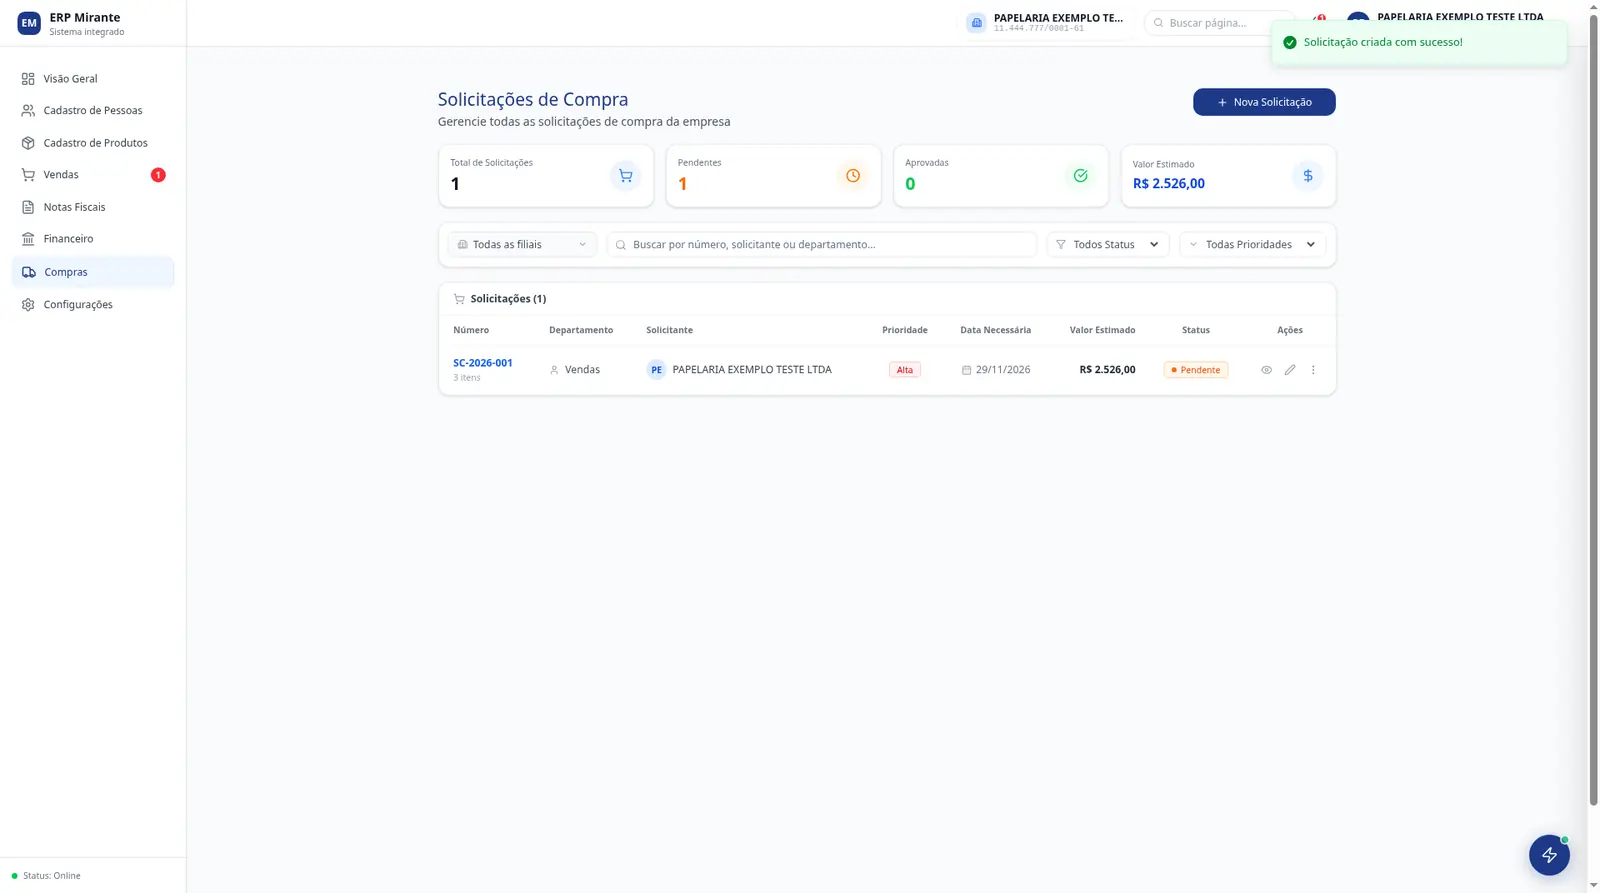 EM
ERP Mirante
Sistema integrado
Visão Geral
Cadastro de Pessoas
Cadastro de Produtos
Vendas
1
Notas Fiscais
Financeiro
Compras
Configurações
Status: Online
PAPELARIA EXEMPLO TE...
11.444.777/0001-61
Buscar página...
PAPELARIA EXEMPLO TESTE LTDA
Solicitação criada com sucesso!
Solicitações de Compra
Gerencie todas as solicitações de compra da empresa
+ Nova Solicitação
Total de Solicitações
1
Pendentes
1
Aprovadas
0
Valor Estimado
R$ 2.526,00
Todas as filiais
Buscar por número, solicitante ou departamento...
Todos Status
Todas Prioridades
Solicitações (1)
Número Departamento Solicitante Prioridade Data Necessária Valor Estimado Status Ações
SC-2026-001
3 itens
Vendas
PE PAPELARIA EXEMPLO TESTE LTDA
Alta
29/11/2026
R$ 2.526,00
Pendente